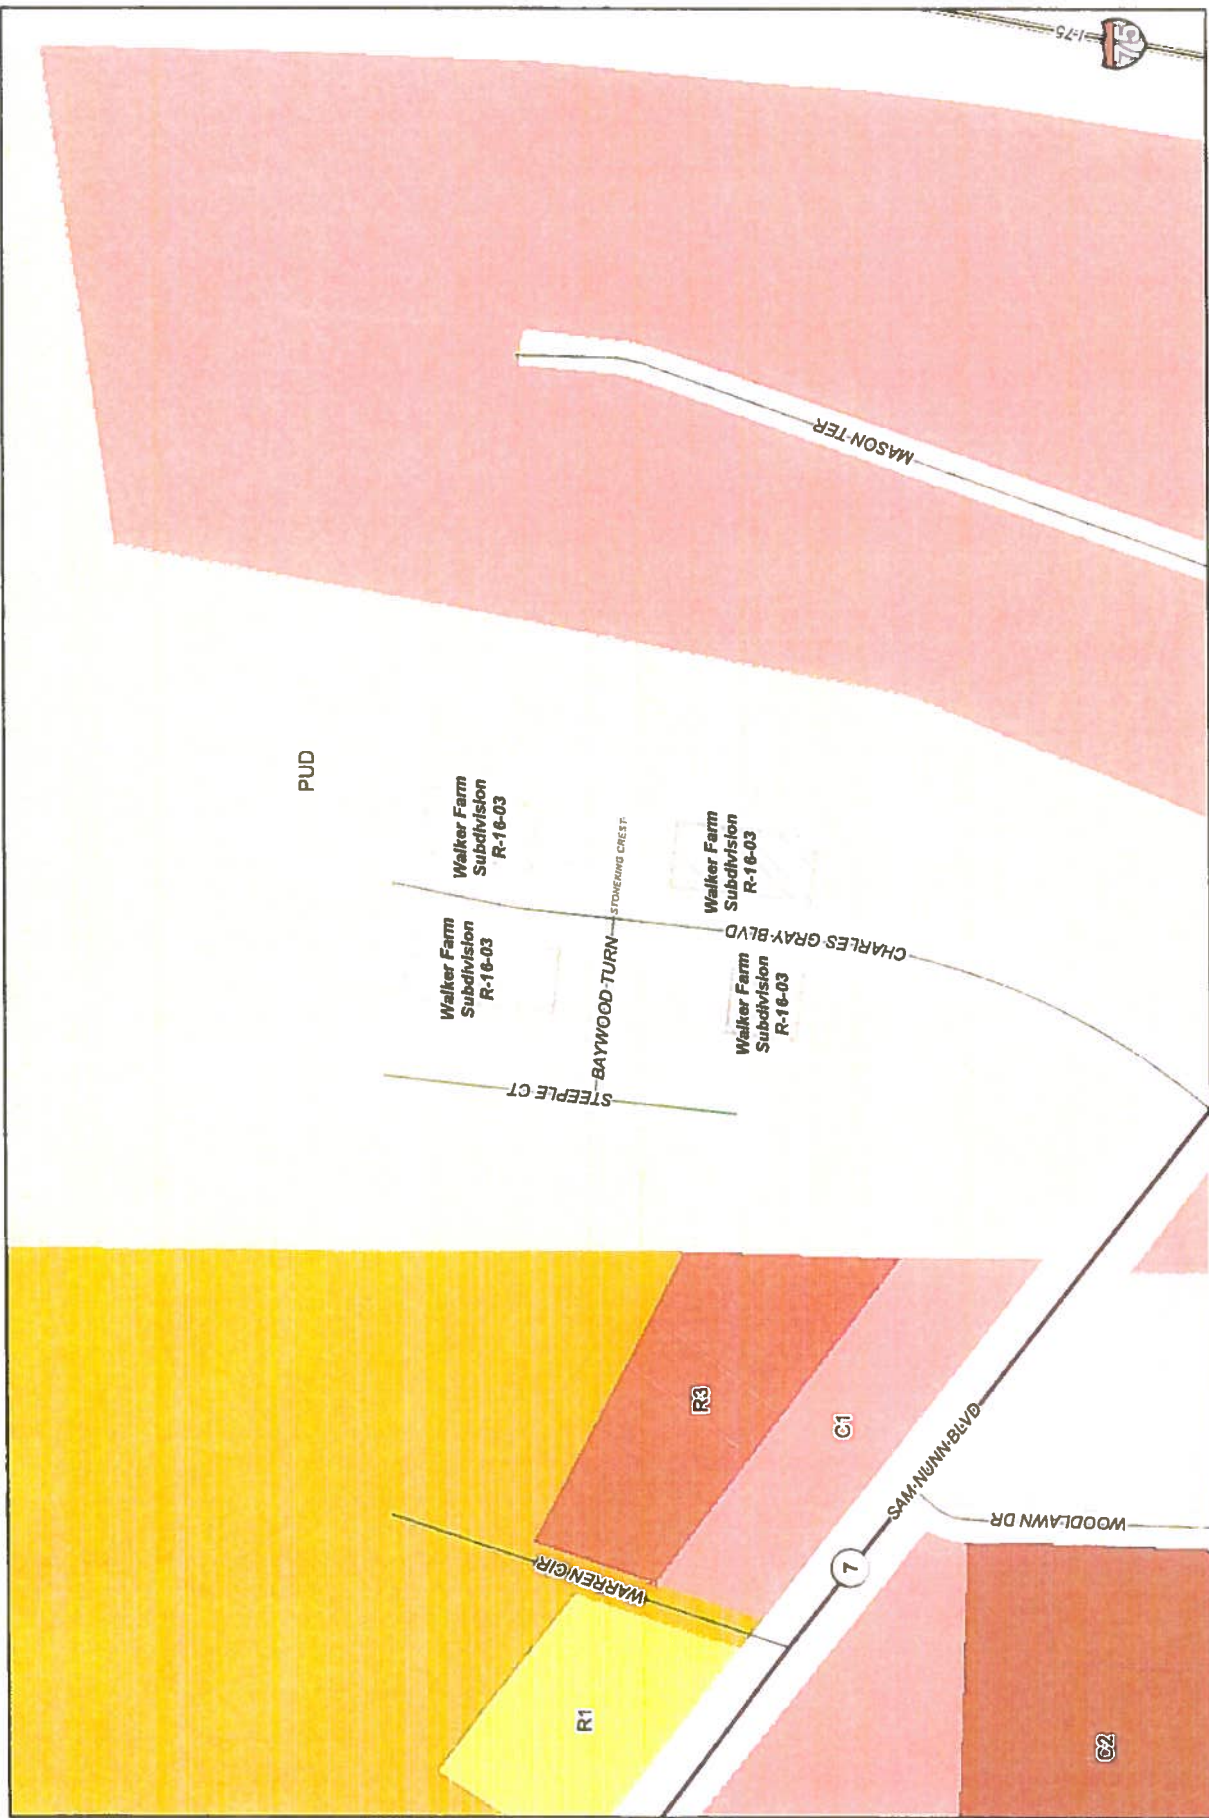 I-75
75
MASON TER
PUD
Walker Farm
Subdivision
R-16-03
Walker Farm
Subdivision
R-16-03
STONEKING CREST
BAYWOOD TURN
STEEPLE CT
Walker Farm
Subdivision
R-16-03
Walker Farm
Subdivision
R-16-03
CHARLES GRAY BLVD
R3
C1
SAM NUNN BLVD
WOODLAWN DR
WARREN CIR
7
R1
C2